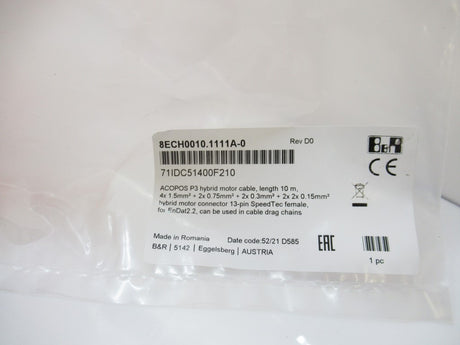 8ECH0010.1111A-0 Rev D0
B&R
71IDC51400F210
CE
ACOPOS P3 hybrid motor cable, length 10 m,
4x 1.5mm² + 2x 0.75mm² + 2x 0.3mm² + 2x 2x 0.15mm²
hybrid motor connector 13-pin SpeedTec female,
for EnDat2.2, can be used in cable drag chains
Made in Romania Date code:52/21 D585
B&R | 5142 | Eggelsberg | AUSTRIA
EAC
1 pc